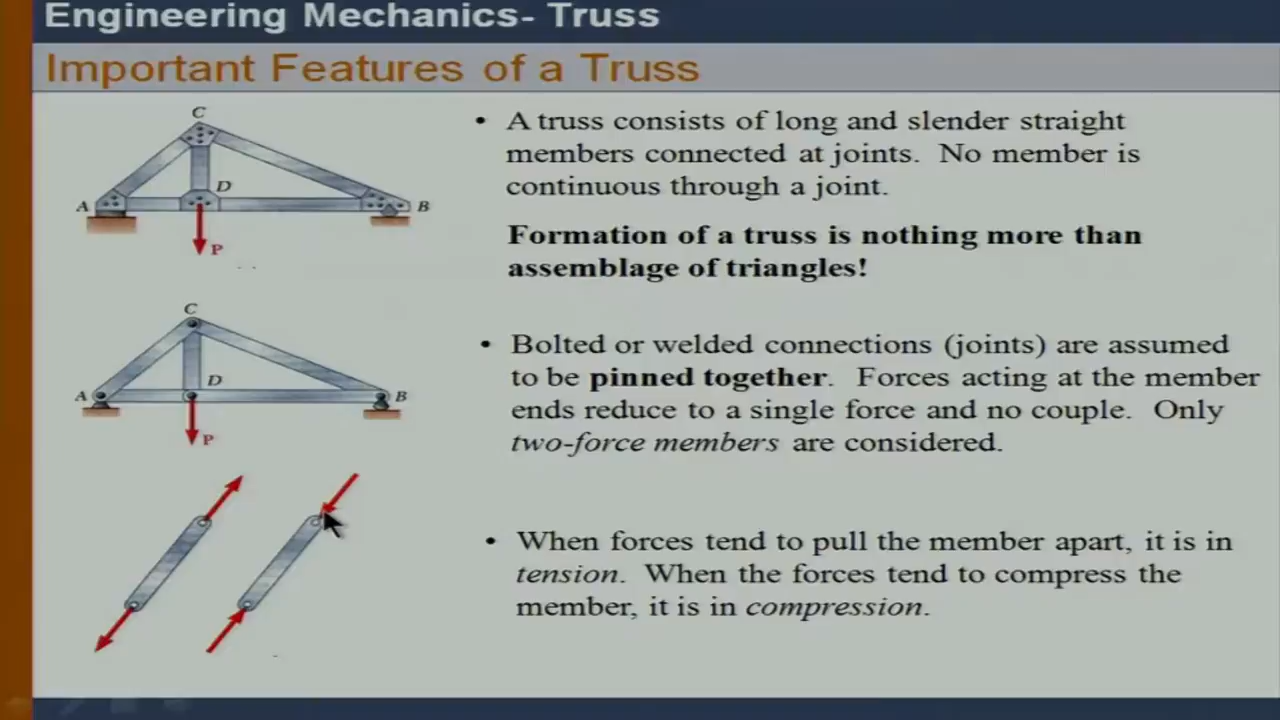 Engineering Mechanics- Truss
Important Features of a Truss
C
D
A
B
P
• A truss consists of long and slender straight
members connected at joints. No member is
continuous through a joint.
Formation of a truss is nothing more than
assemblage of triangles!
C
D
A
B
P
• Bolted or welded connections (joints) are assumed
to be pinned together. Forces acting at the member
ends reduce to a single force and no couple. Only
two-force members are considered.
• When forces tend to pull the member apart, it is in
tension. When the forces tend to compress the
member, it is in compression.